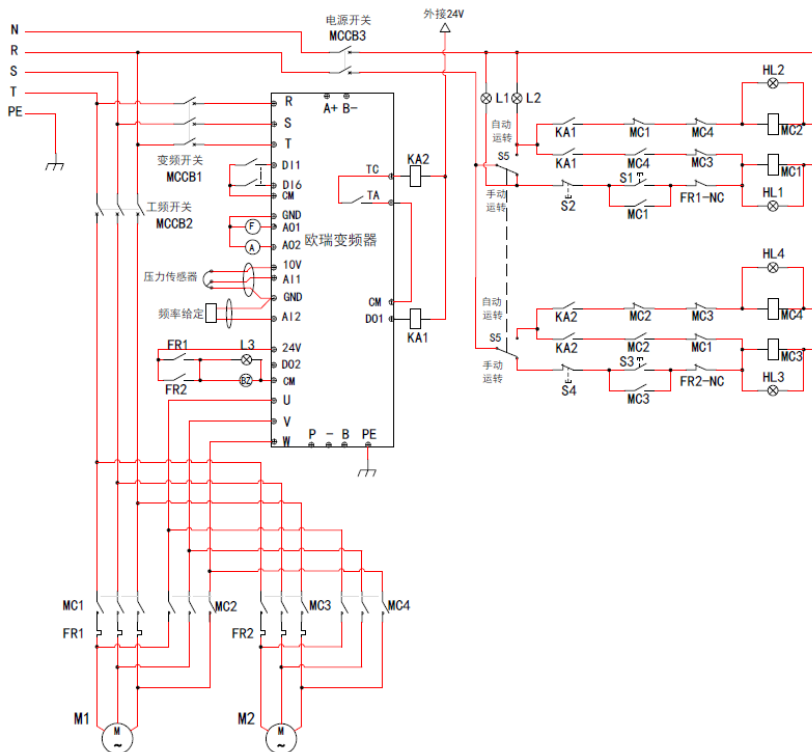 电源开关
MCCB3
外接24V
N
R
S
T
PE
变频开关
MCCB1
工频开关
MCCB2
R
S
T
DI1
DI6
CM
GND
AO1
AO2
10V
AI1
GND
AI2
24V
DO2
CM
U
V
W
A+
B-
TC
TA
CM
DO1
P
-
B
PE
欧瑞变频器
F
A
压力传感器
频率给定
FR1
L3
FR2
BZ
KA2
KA1
L1
L2
自动
运转
S5
手动
运转
KA1
MC1
MC4
HL2
MC2
KA1
MC4
MC3
MC1
S2
S1
MC1
FR1-NC
HL1
自动
运转
S5
手动
运转
KA2
MC2
MC3
HL4
MC4
KA2
MC2
MC1
MC3
S4
S3
MC3
FR2-NC
HL3
MC1
MC2
MC3
MC4
FR1
FR2
M1
M
~
M2
M
~